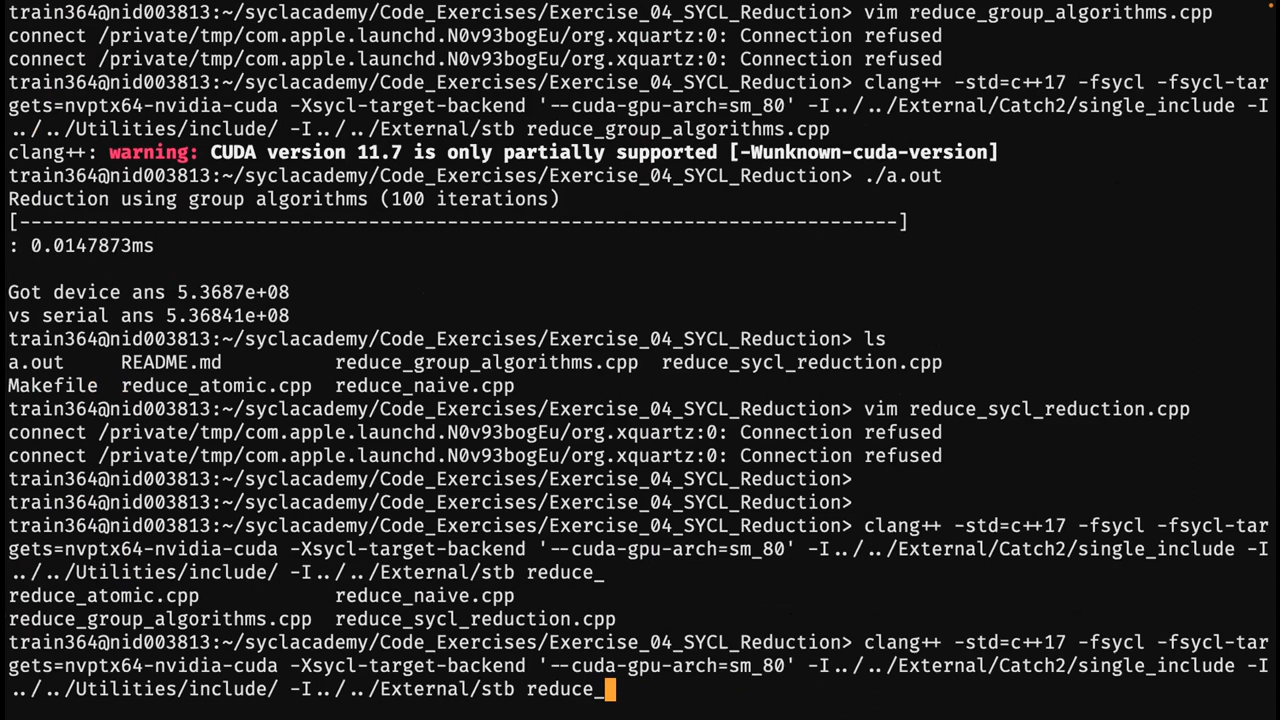 train364@nid003813:~/syclacademy/Code_Exercises/Exercise_04_SYCL_Reduction> vim reduce_group_algorithms.cpp
connect /private/tmp/com.apple.launchd.N0v93bogEu/org.xquartz:0: Connection refused
connect /private/tmp/com.apple.launchd.N0v93bogEu/org.xquartz:0: Connection refused
train364@nid003813:~/syclacademy/Code_Exercises/Exercise_04_SYCL_Reduction> clang++ -std=c++17 -fsycl -fsycl-tar
gets=nvptx64-nvidia-cuda -Xsycl-target-backend '--cuda-gpu-arch=sm_80' -I../../External/Catch2/single_include -I
../../Utilities/include/ -I../../External/stb reduce_group_algorithms.cpp
clang++: warning: CUDA version 11.7 is only partially supported [-Wunknown-cuda-version]
train364@nid003813:~/syclacademy/Code_Exercises/Exercise_04_SYCL_Reduction> ./a.out
Reduction using group algorithms (100 iterations)
[------------------------------------------------------------------------------]
: 0.0147873ms
Got device ans 5.3687e+08
vs serial ans 5.36841e+08
train364@nid003813:~/syclacademy/Code_Exercises/Exercise_04_SYCL_Reduction> ls
a.out     README.md          reduce_group_algorithms.cpp  reduce_sycl_reduction.cpp
Makefile  reduce_atomic.cpp  reduce_naive.cpp
train364@nid003813:~/syclacademy/Code_Exercises/Exercise_04_SYCL_Reduction> vim reduce_sycl_reduction.cpp
connect /private/tmp/com.apple.launchd.N0v93bogEu/org.xquartz:0: Connection refused
connect /private/tmp/com.apple.launchd.N0v93bogEu/org.xquartz:0: Connection refused
train364@nid003813:~/syclacademy/Code_Exercises/Exercise_04_SYCL_Reduction>
train364@nid003813:~/syclacademy/Code_Exercises/Exercise_04_SYCL_Reduction>
train364@nid003813:~/syclacademy/Code_Exercises/Exercise_04_SYCL_Reduction> clang++ -std=c++17 -fsycl -fsycl-tar
gets=nvptx64-nvidia-cuda -Xsycl-target-backend '--cuda-gpu-arch=sm_80' -I../../External/Catch2/single_include -I
../../Utilities/include/ -I../../External/stb reduce_
reduce_atomic.cpp            reduce_naive.cpp
reduce_group_algorithms.cpp  reduce_sycl_reduction.cpp
train364@nid003813:~/syclacademy/Code_Exercises/Exercise_04_SYCL_Reduction> clang++ -std=c++17 -fsycl -fsycl-tar
gets=nvptx64-nvidia-cuda -Xsycl-target-backend '--cuda-gpu-arch=sm_80' -I../../External/Catch2/single_include -I
../../Utilities/include/ -I../../External/stb reduce_